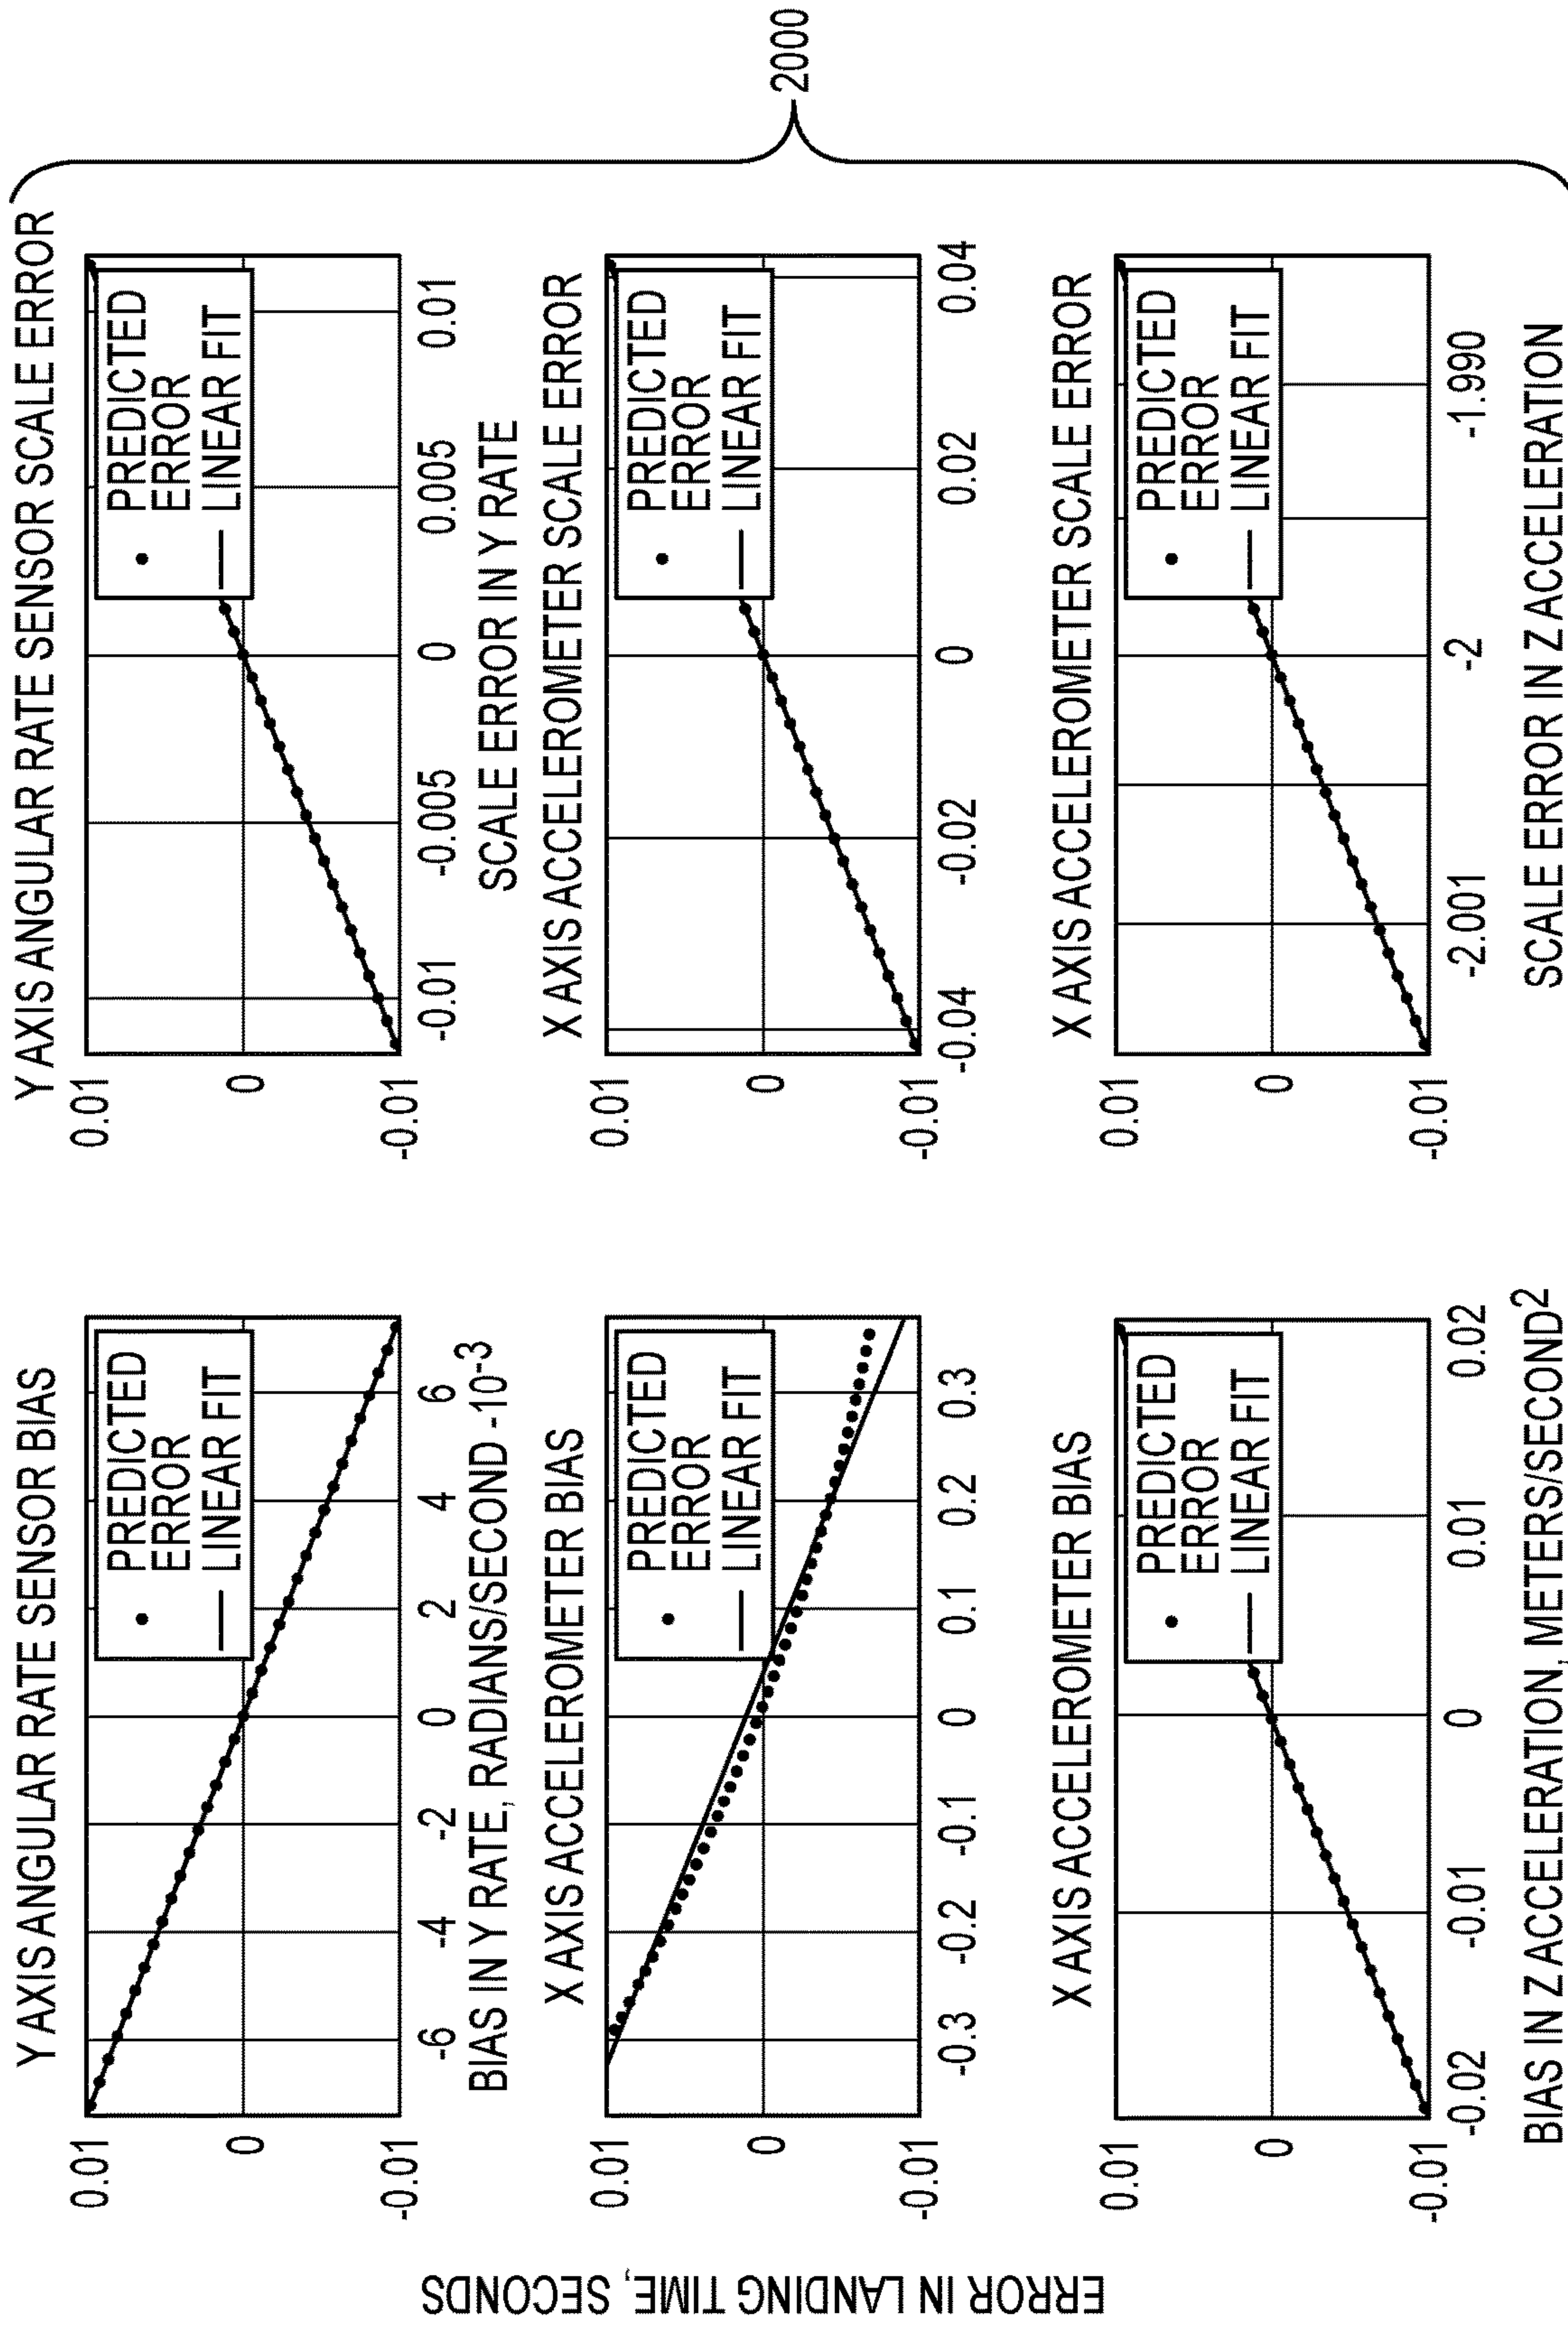 Y AXIS ANGULAR RATE SENSOR BIAS
0.01
0
-0.01
PREDICTED
ERROR
LINEAR FIT
-6 -4 -2 0 2 4 6
BIAS IN Y RATE, RADIANS/SECOND -10-3
Y AXIS ANGULAR RATE SENSOR SCALE ERROR
0.01
0
-0.01
PREDICTED
ERROR
LINEAR FIT
-0.01 -0.005 0 0.005 0.01
SCALE ERROR IN Y RATE
X AXIS ACCELEROMETER BIAS
0.01
0
-0.01
PREDICTED
ERROR
LINEAR FIT
-0.3 -0.2 -0.1 0 0.1 0.2 0.3
X AXIS ACCELEROMETER SCALE ERROR
0.01
0
-0.01
PREDICTED
ERROR
LINEAR FIT
-0.04 -0.02 0 0.02 0.04
X AXIS ACCELEROMETER BIAS
0.01
0
-0.01
PREDICTED
ERROR
LINEAR FIT
-0.02 -0.01 0 0.01 0.02
BIAS IN Z ACCELERATION, METERS/SECOND2
X AXIS ACCELEROMETER SCALE ERROR
0.01
0
-0.01
PREDICTED
ERROR
LINEAR FIT
-2.001 -2 -1.990
SCALE ERROR IN Z ACCELERATION
ERROR IN LANDING TIME, SECONDS
2000